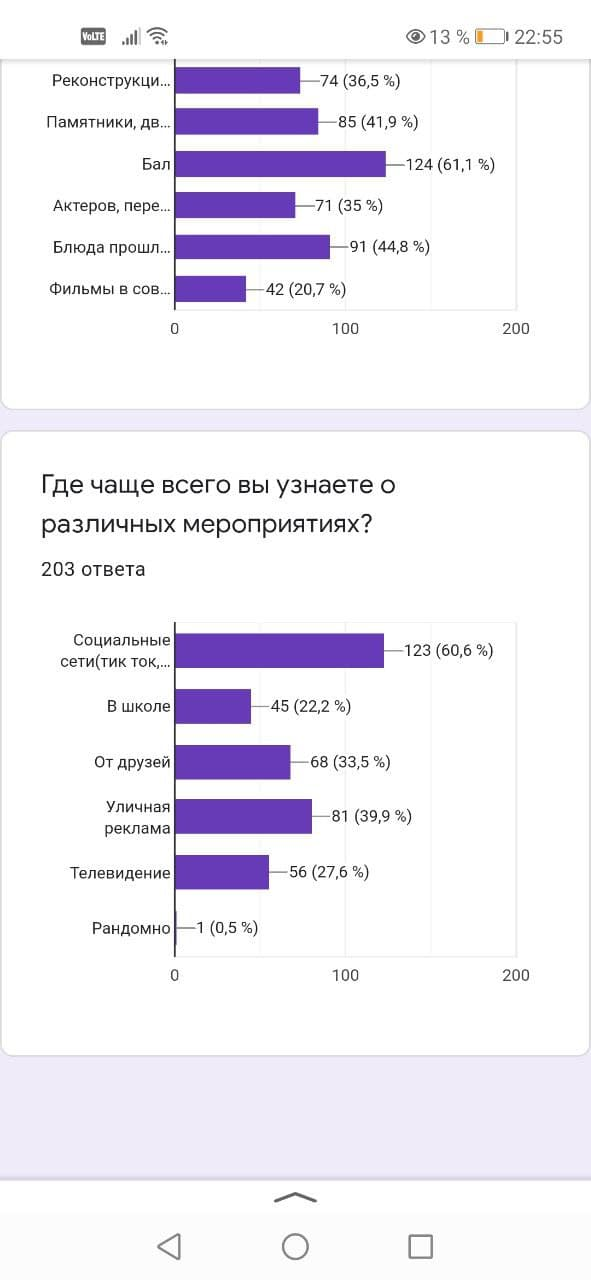 VoLTE 13 % 22:55
Реконструкци... 74 (36,5 %)
Памятники, дв... 85 (41,9 %)
Бал 124 (61,1 %)
Актеров, пере... 71 (35 %)
Блюда прошл... 91 (44,8 %)
Фильмы в сов... 42 (20,7 %)
0 100 200
Где чаще всего вы узнаете о
различных мероприятиях?
203 ответа
Социальные
сети(тик ток,... 123 (60,6 %)
В школе 45 (22,2 %)
От друзей 68 (33,5 %)
Уличная
реклама 81 (39,9 %)
Телевидение 56 (27,6 %)
Рандомно 1 (0,5 %)
0 100 200